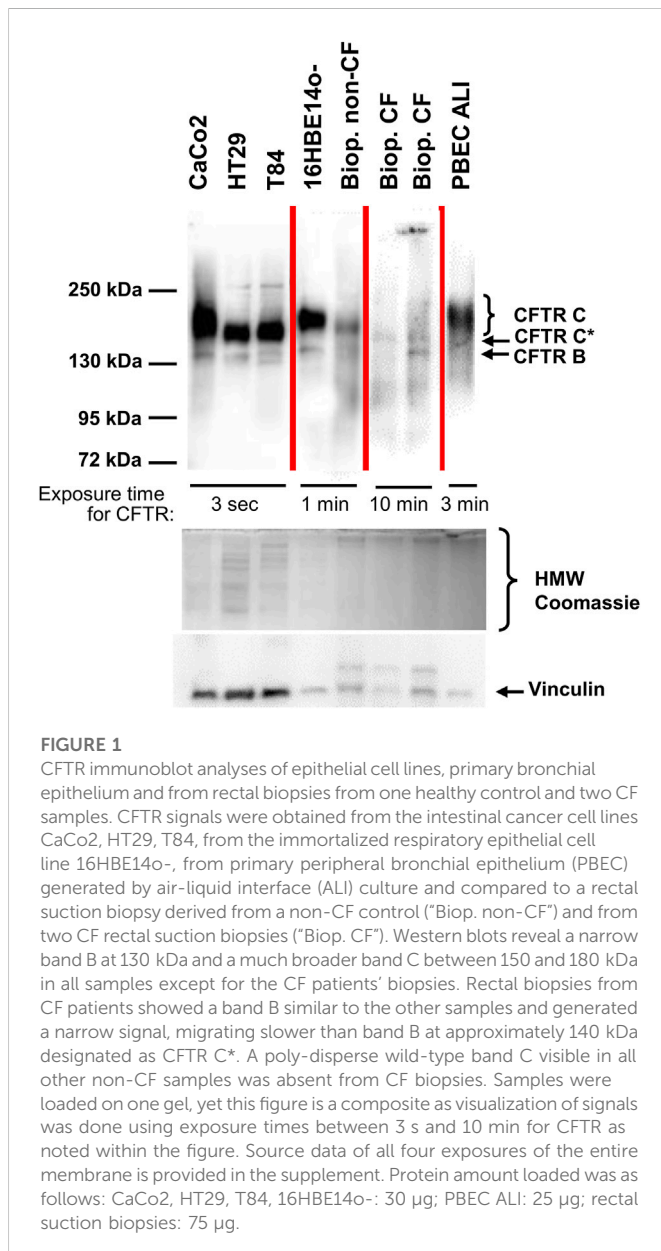 CaCo2
HT29
T84
16HBE14o-
Biop. non-CF
Biop. CF
Biop. CF
PBEC ALI
250 kDa
130 kDa
95 kDa
72 kDa
CFTR C
CFTR C*
CFTR B
Exposure time
for CFTR:
3 sec
1 min
10 min
3 min
HMW
Coomassie
Vinculin
FIGURE 1
CFTR immunoblot analyses of epithelial cell lines, primary bronchial
epithelium and from rectal biopsies from one healthy control and two CF
samples. CFTR signals were obtained from the intestinal cancer cell lines
CaCo2, HT29, T84, from the immortalized respiratory epithelial cell
line 16HBE14o-, from primary peripheral bronchial epithelium (PBEC)
generated by air-liquid interface (ALI) culture and compared to a rectal
suction biopsy derived from a non-CF control ("Biop. non-CF") and from
two CF rectal suction biopsies ("Biop. CF"). Western blots reveal a narrow
band B at 130 kDa and a much broader band C between 150 and 180 kDa
in all samples except for the CF patients' biopsies. Rectal biopsies from
CF patients showed a band B similar to the other samples and generated
a narrow signal, migrating slower than band B at approximately 140 kDa
designated as CFTR C*. A poly-disperse wild-type band C visible in all
other non-CF samples was absent from CF biopsies. Samples were
loaded on one gel, yet this figure is a composite as visualization of signals
was done using exposure times between 3 s and 10 min for CFTR as
noted within the figure. Source data of all four exposures of the entire
membrane is provided in the supplement. Protein amount loaded was as
follows: CaCo2, HT29, T84, 16HBE14o-: 30 µg; PBEC ALI: 25 µg; rectal
suction biopsies: 75 µg.